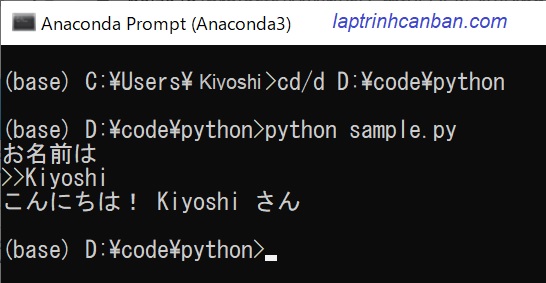 Anaconda Prompt (Anaconda3)
laptrinhcanban.com
(base) C:¥Users¥ Kiyoshi>cd/d D:¥code¥python
(base) D:¥code¥python>python sample.py
お名前は
>>Kiyoshi
こんにちは！ Kiyoshi さん
(base) D:¥code¥python>